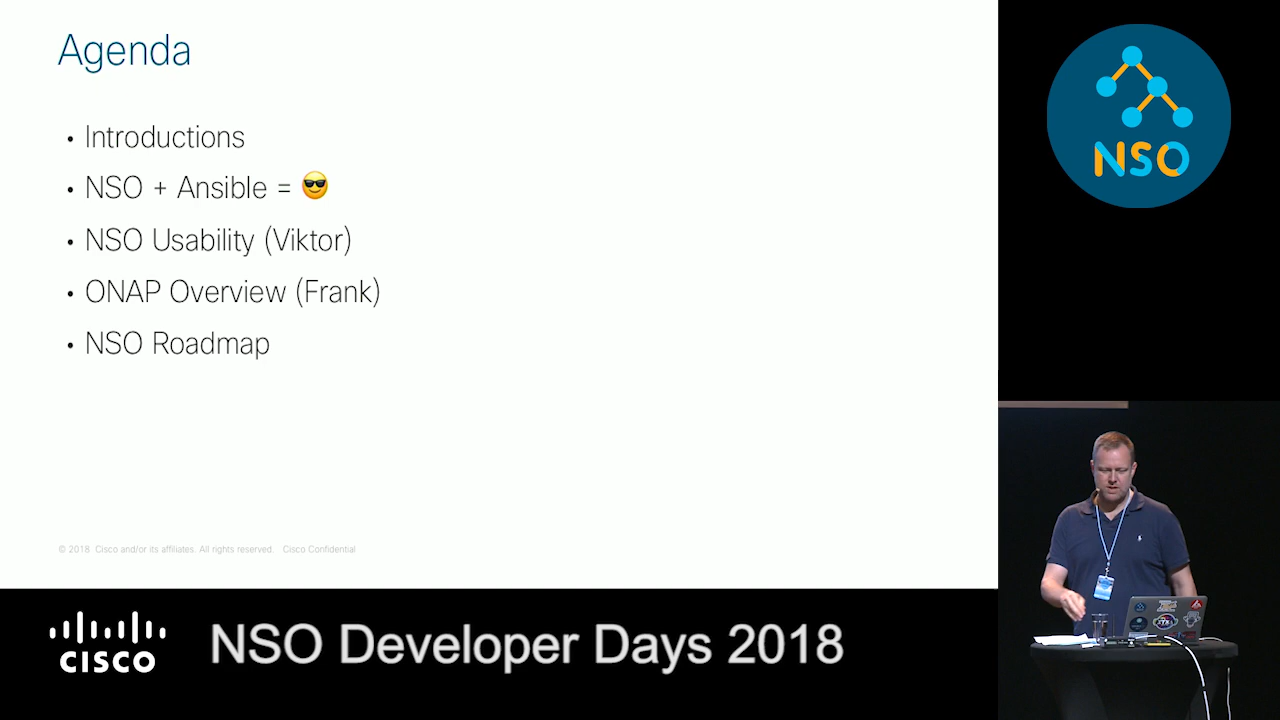 Agenda
• Introductions
• NSO + Ansible = 😎
• NSO Usability (Viktor)
• ONAP Overview (Frank)
• NSO Roadmap
© 2018 Cisco and/or its affiliates. All rights reserved. Cisco Confidential
NSO
CISCO
NSO Developer Days 2018